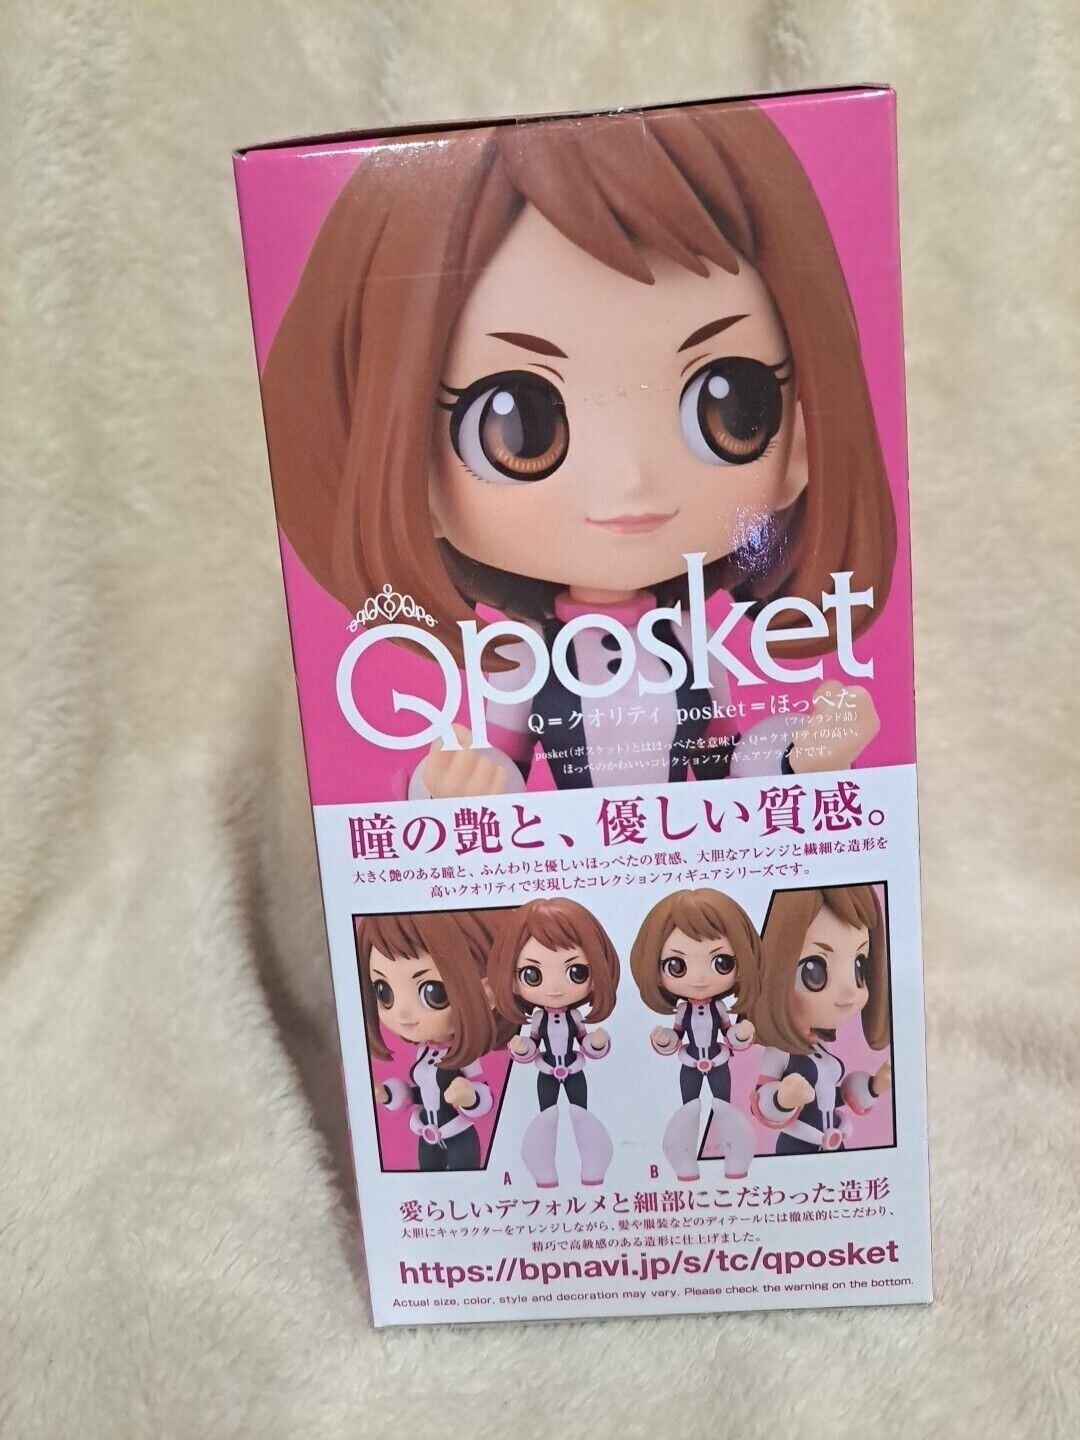 Qposket
Q=クオリティ posket=ほっぺた
(フィンランド語)
posket(ポスケット)とはほっぺたを意味し、Q=クオリティの高い、
ほっぺのかわいいコレクションフィギュアブランドです。
瞳の艶と、優しい質感。
大きく艶のある瞳と、ふんわりと優しいほっぺたの質感、大胆なアレンジと繊細な造形を
高いクオリティで実現したコレクションフィギュアシリーズです。
A
B
愛らしいデフォルメと細部にこだわった造形
大胆にキャラクターをアレンジしながら、髪や服装などのディテールには徹底的にこだわり、
精巧で高級感のある造形に仕上げました。
https://bpnavi.jp/s/tc/qposket
Actual size, color, style and decoration may vary. Please check the warning on the bottom.